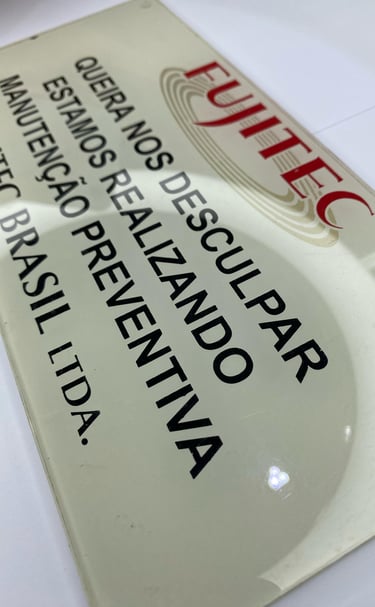 FUJITEC
QUEIRA NOS DESCULPAR
ESTAMOS REALIZANDO
MANUTENÇÃO PREVENTIVA
BRASIL LTDA.